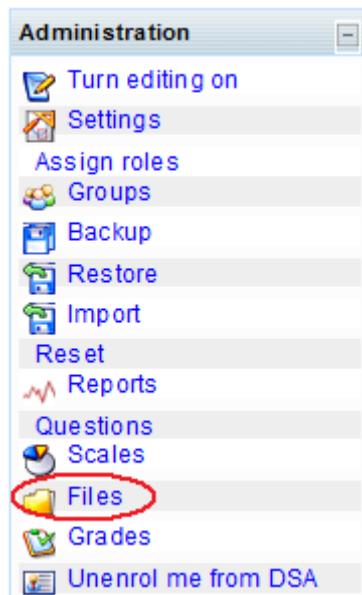 Administration
Turn editing on
Settings
Assign roles
Groups
Backup
Restore
Import
Reset
Reports
Questions
Scales
Files
Grades
Unenrol me from DSA